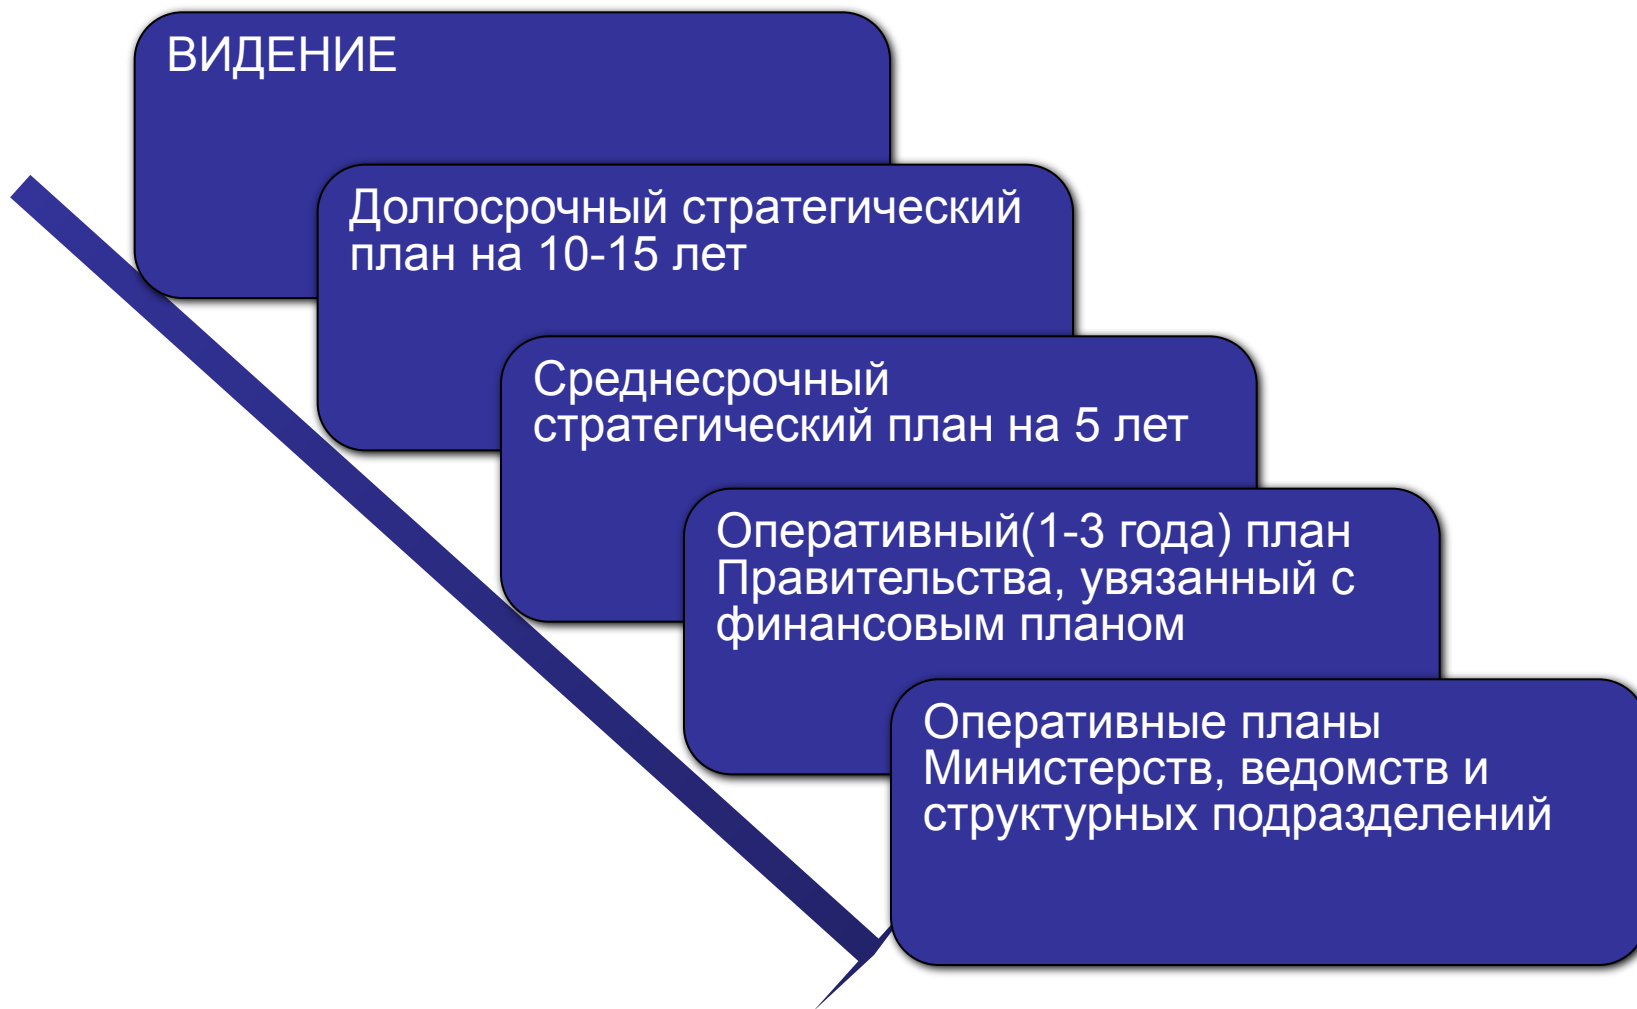 ВИДЕНИЕ
Долгосрочный стратегический
план на 10-15 лет
Среднесрочный
стратегический план на 5 лет
Оперативный(1-3 года) план
Правительства, увязанный с
финансовым планом
Оперативные планы
Министерств, ведомств и
структурных подразделений